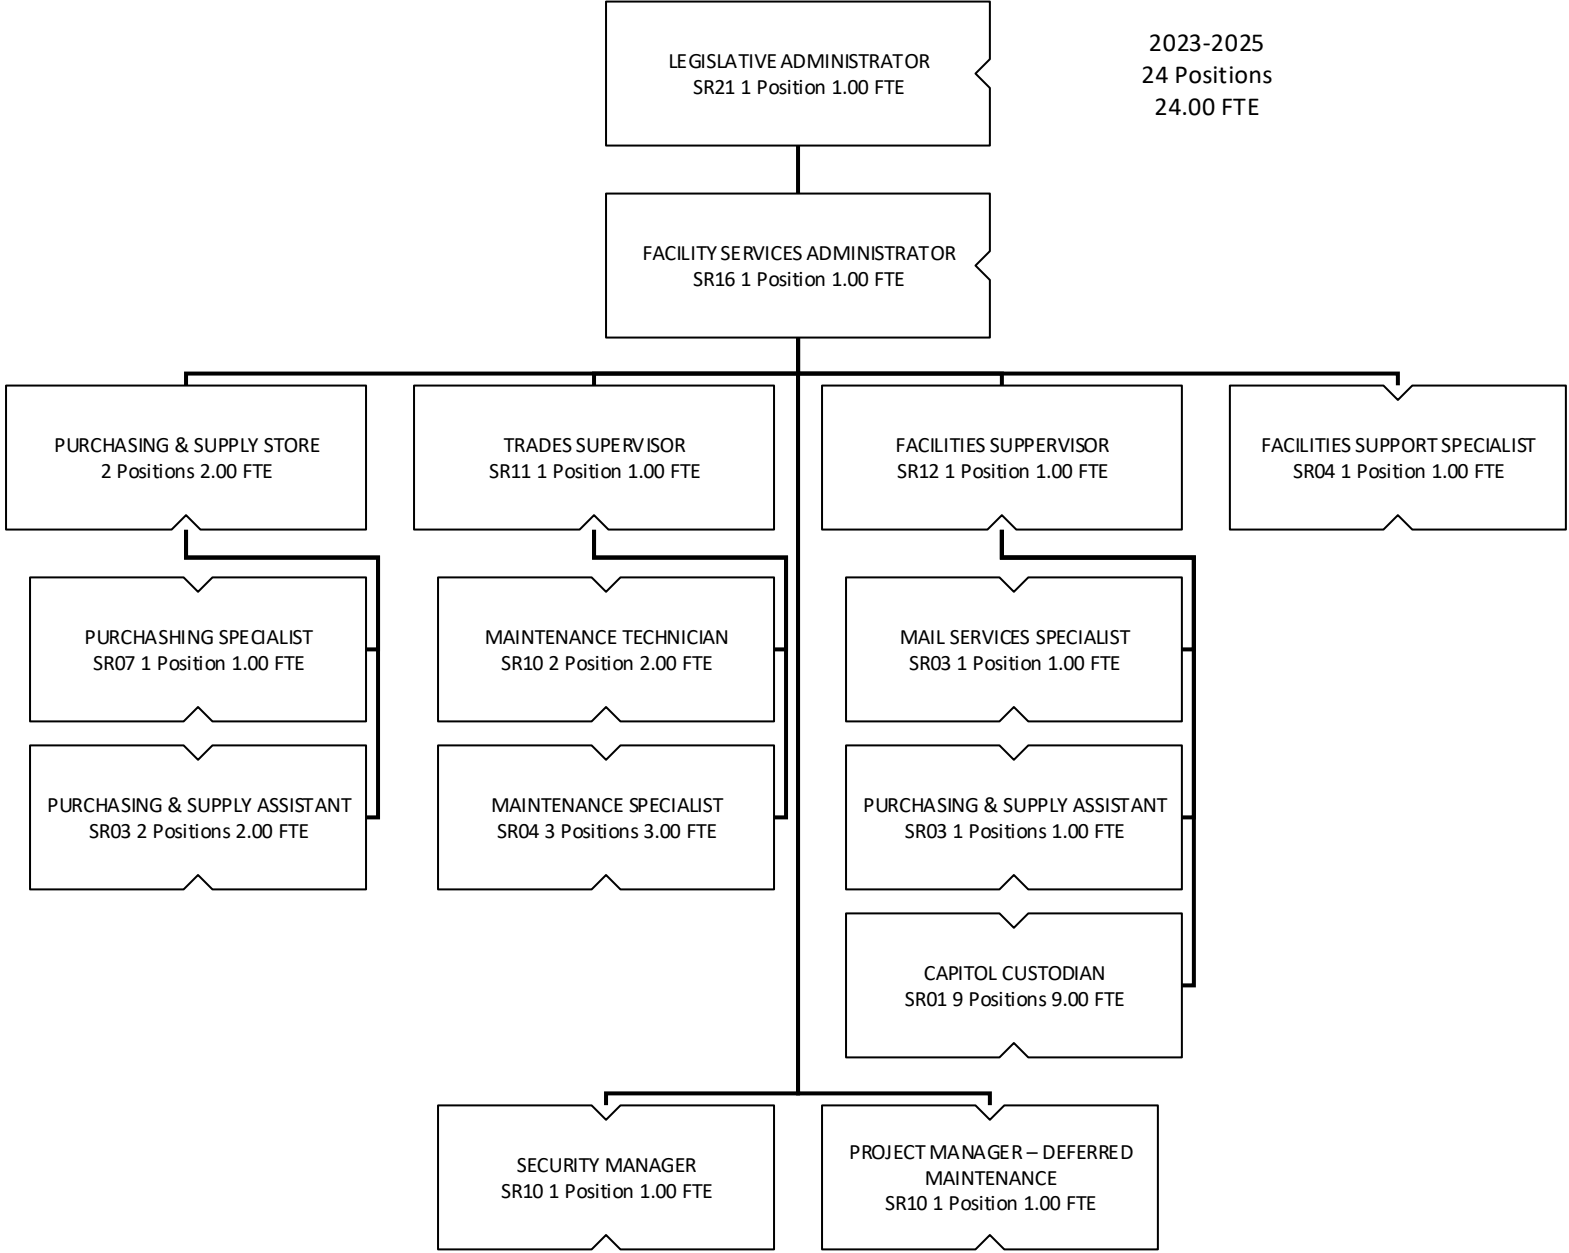 LEGISLATIVE ADMINISTRATOR
SR21 1 Position 1.00 FTE
2023-2025
24 Positions
24.00 FTE
FACILITY SERVICES ADMINISTRATOR
SR16 1 Position 1.00 FTE
PURCHASING & SUPPLY STORE
2 Positions 2.00 FTE
TRADES SUPERVISOR
SR11 1 Position 1.00 FTE
FACILITIES SUPPERVISOR
SR12 1 Position 1.00 FTE
FACILITIES SUPPORT SPECIALIST
SR04 1 Position 1.00 FTE
PURCHASHING SPECIALIST
SR07 1 Position 1.00 FTE
MAINTENANCE TECHNICIAN
SR10 2 Position 2.00 FTE
MAIL SERVICES SPECIALIST
SR03 1 Position 1.00 FTE
PURCHASING & SUPPLY ASSISTANT
SR03 2 Positions 2.00 FTE
MAINTENANCE SPECIALIST
SR04 3 Positions 3.00 FTE
PURCHASING & SUPPLY ASSISTANT
SR03 1 Positions 1.00 FTE
CAPITOL CUSTODIAN
SR01 9 Positions 9.00 FTE
SECURITY MANAGER
SR10 1 Position 1.00 FTE
PROJECT MANAGER – DEFERRED
MAINTENANCE
SR10 1 Position 1.00 FTE